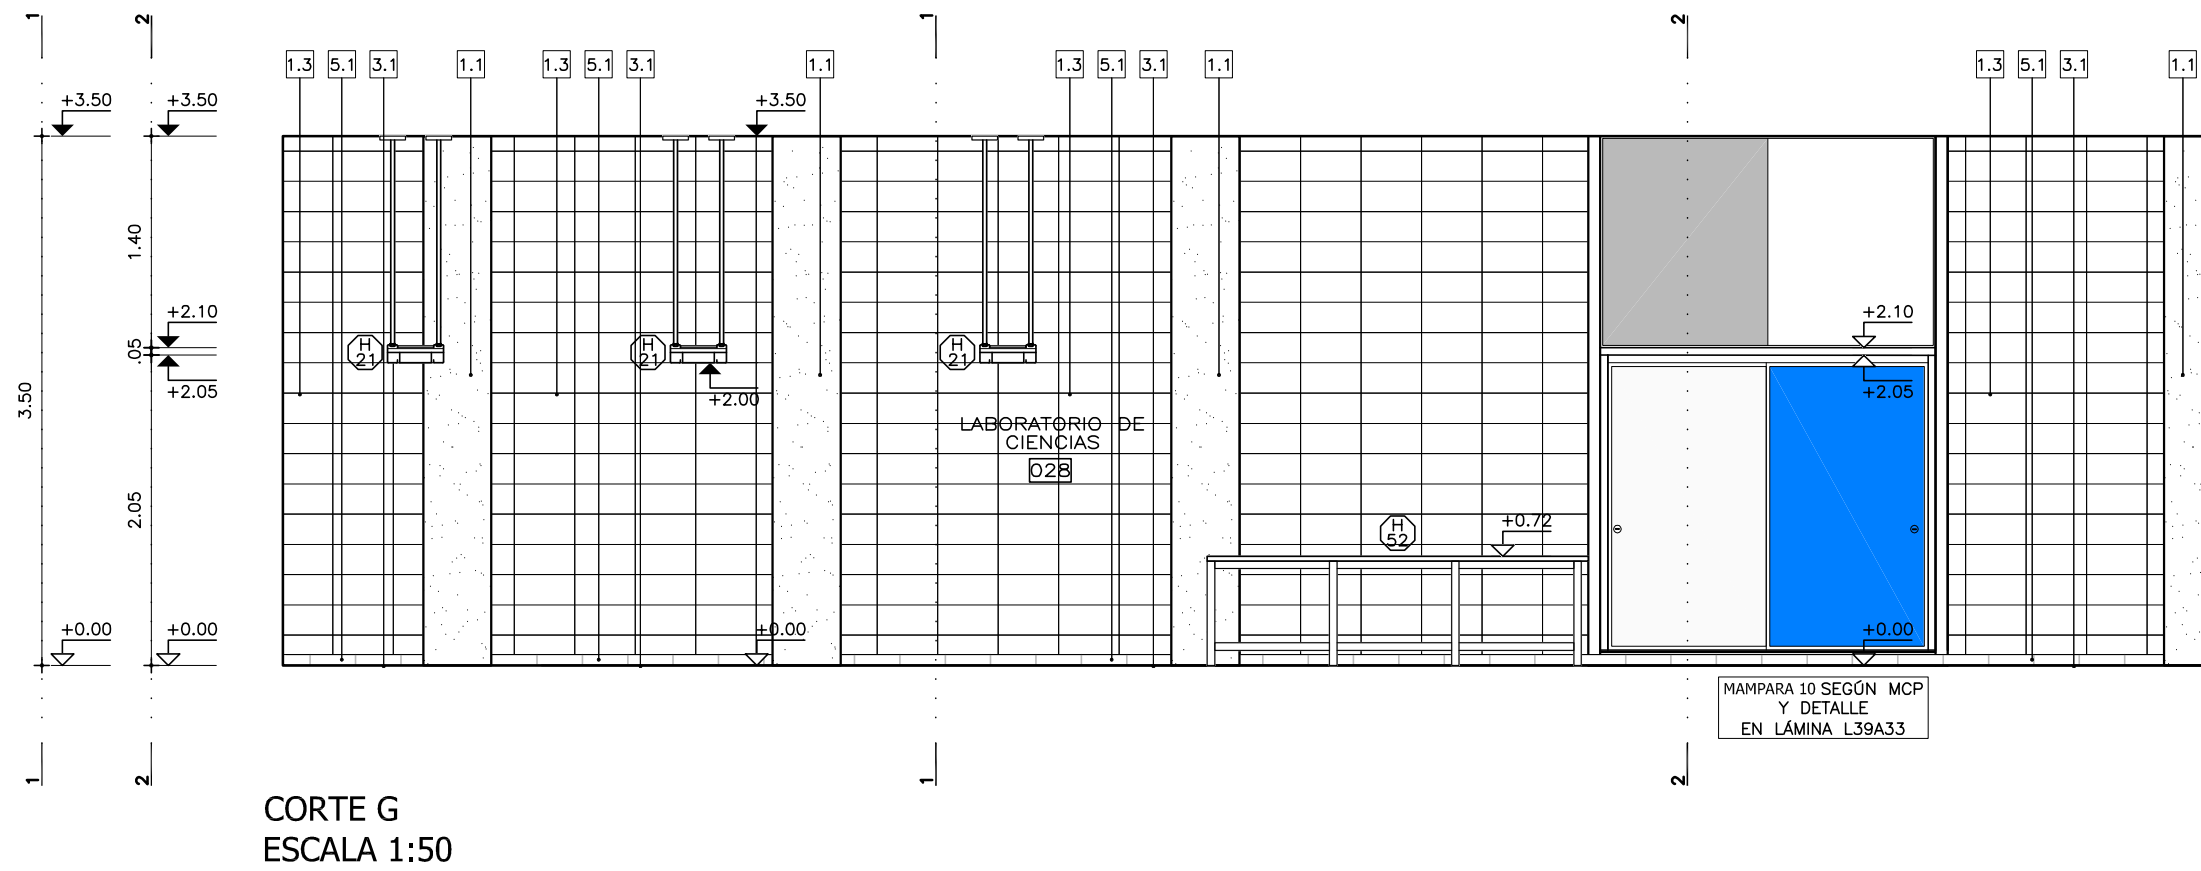 1 2 1 2
1.3 5.1 3.1 1.1 1.3 5.1 3.1 1.1 1.3 5.1 3.1 1.1 1.3 5.1 3.1 1.1
+3.50 +3.50 +3.50
1.40
+2.10 +2.10
H H H
21 21 21
.05
+2.05 +2.05
+2.00
3.50
LABORATORIO DE
CIENCIAS
028
2.05
H
52
+0.72
+0.00 +0.00 +0.00 +0.00
MAMPARA 10 SEGÚN MCP
Y DETALLE
EN LÁMINA L39A33
1 2 1 2
CORTE G
ESCALA 1:50